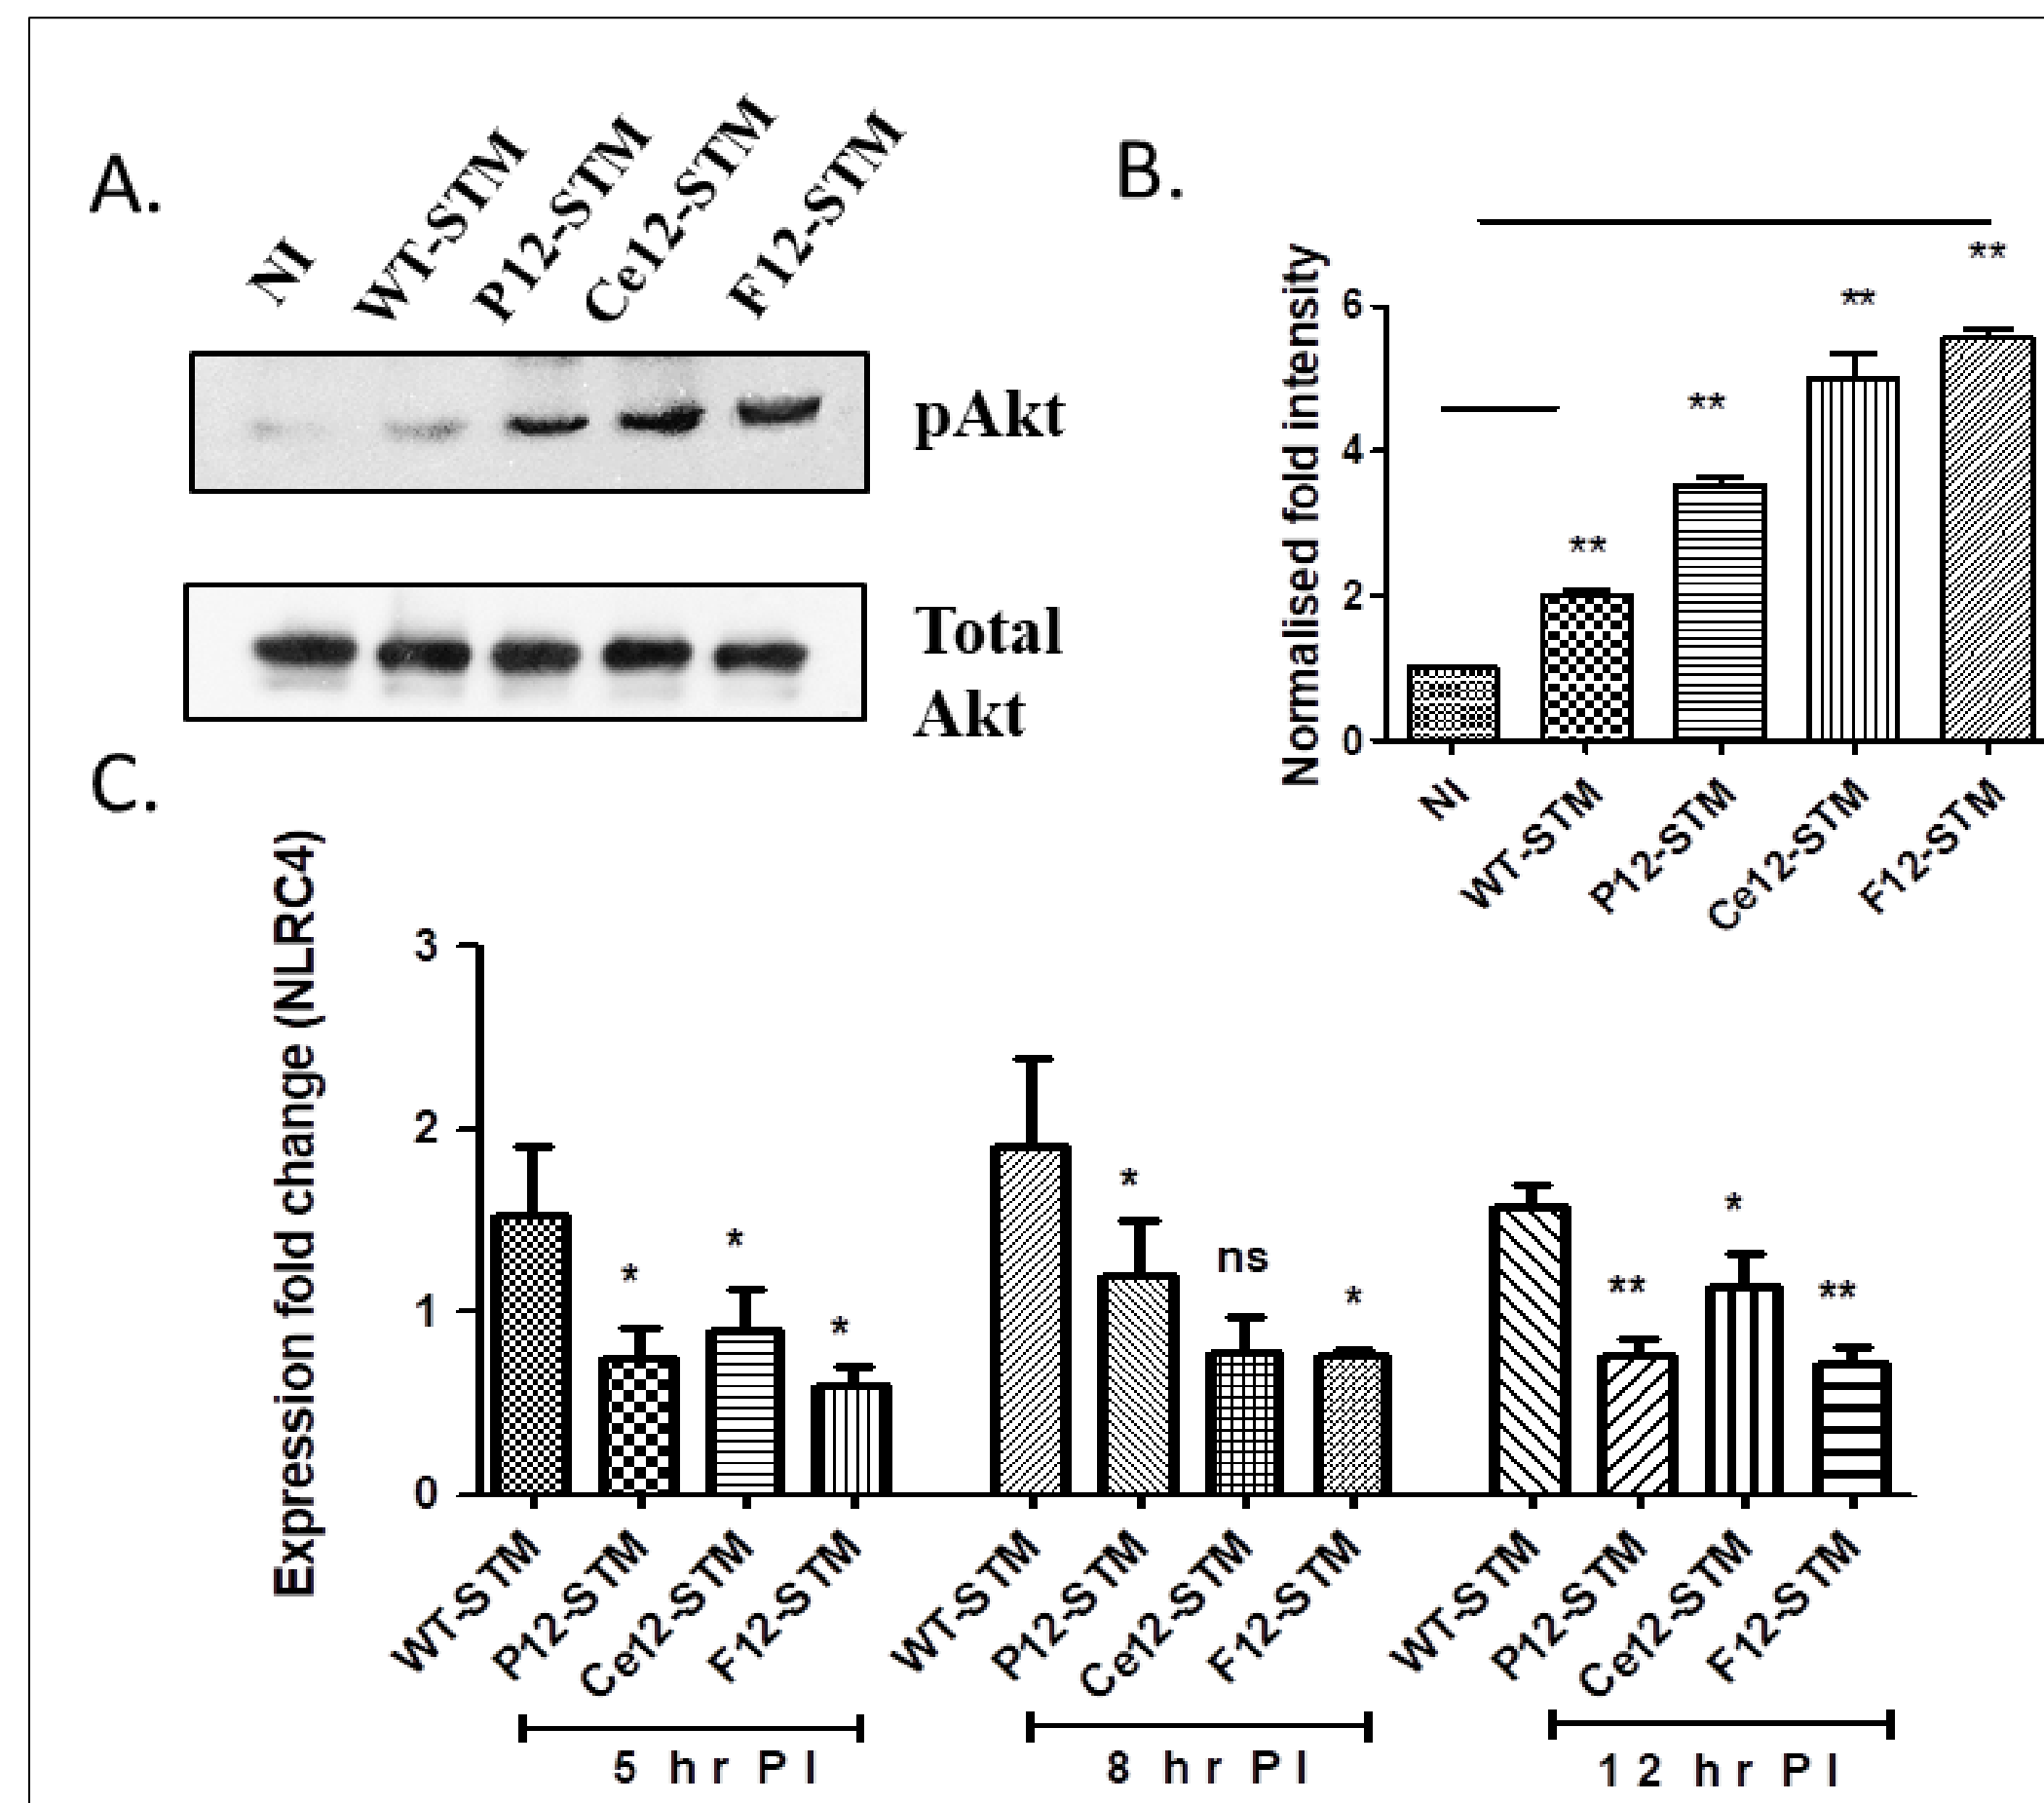 A.
NI
WT-STM
P12-STM
Ce12-STM
F12-STM
pAkt
Total
Akt
B.
Normalised fold intensity
6
4
2
0
**
**
**
**
NI
WT-STM
P12-STM
Ce12-STM
F12-STM
C.
Expression fold change (NLRC4)
3
2
1
0
*
*
*
*
ns
*
**
*
**
WT-STM
P12-STM
Ce12-STM
F12-STM
WT-STM
P12-STM
Ce12-STM
F12-STM
WT-STM
P12-STM
Ce12-STM
F12-STM
5 hr PI
8 hr PI
12 hr PI